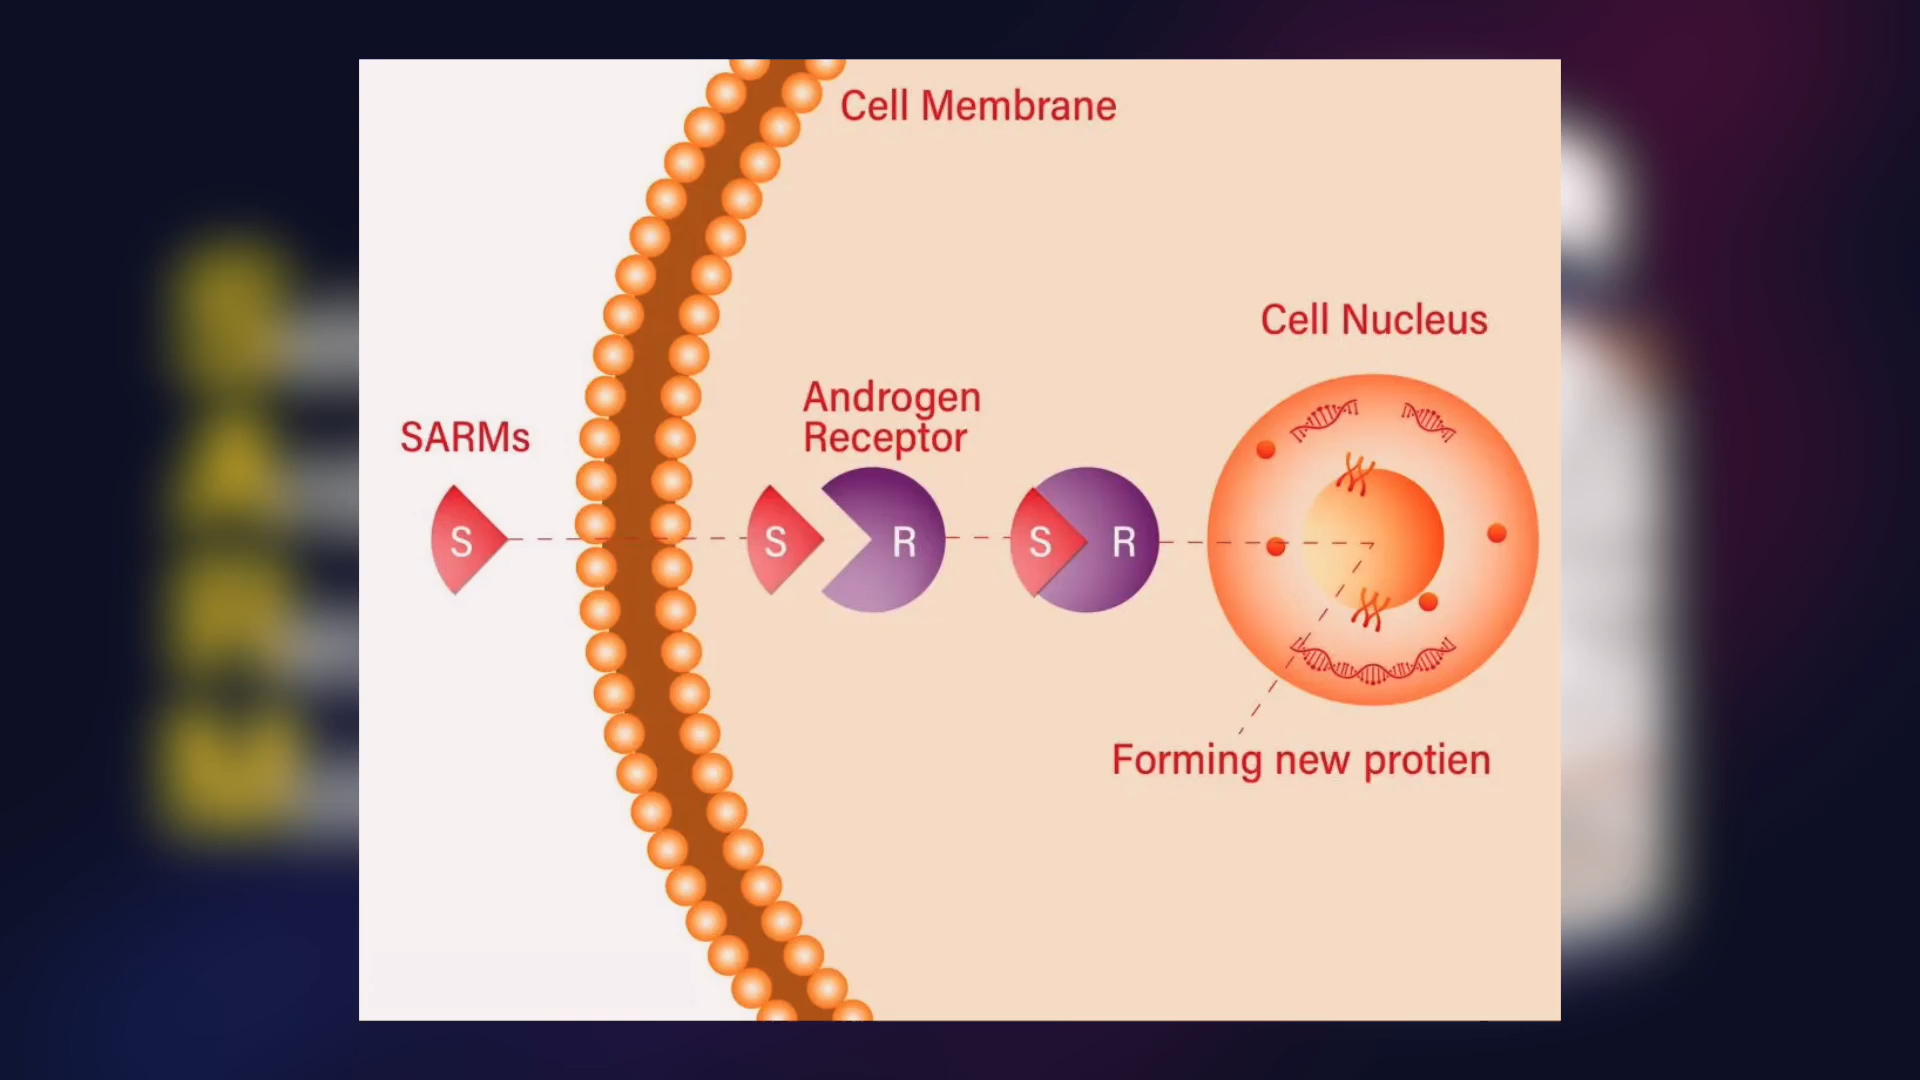 Cell Membrane
Cell Nucleus
Androgen
Receptor
SARMs
S
S
R
S
R
Forming new protien